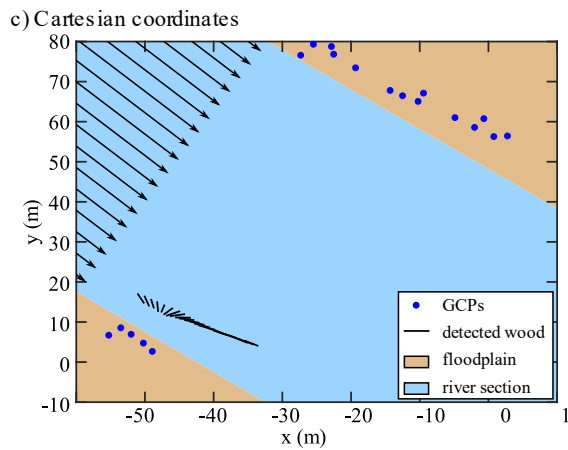 c) Cartesian coordinates
80
70
60
50
40
30
20
10
0
-10
y (m)
-50
-40
-30
-20
-10
0
1
x (m)
GCPs
detected wood
floodplain
river section